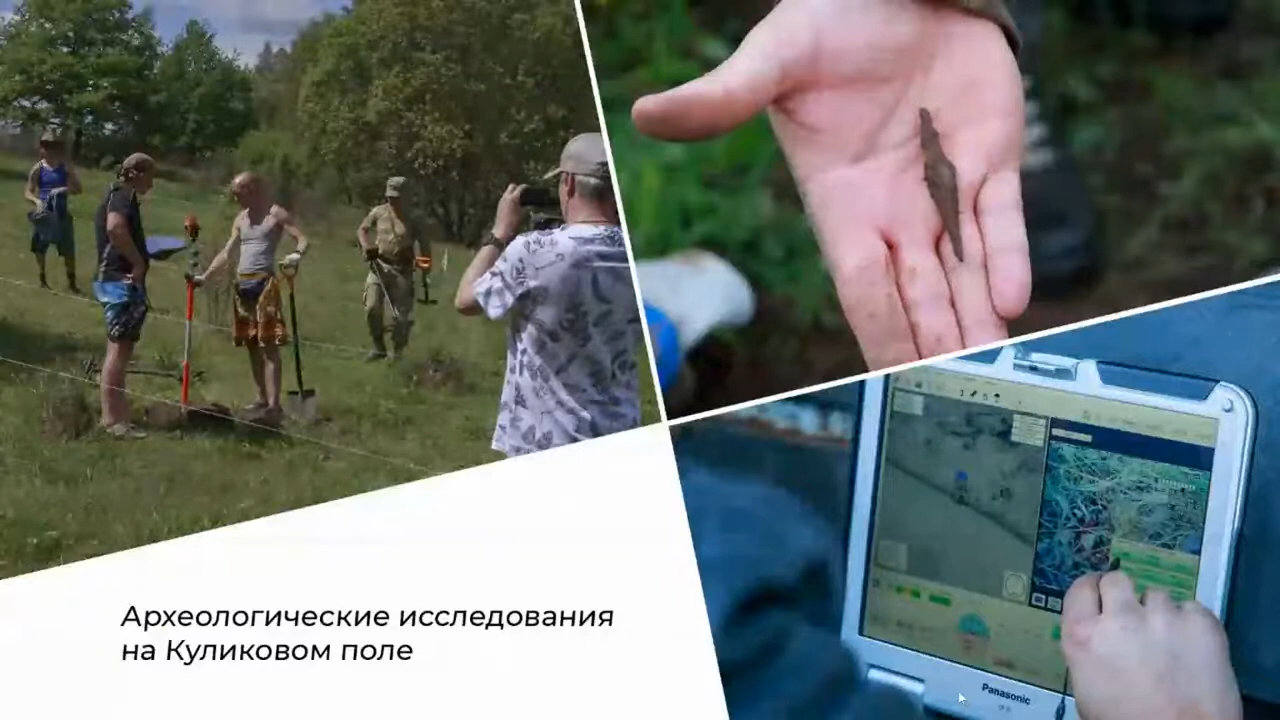 Археологические исследования
на Куликовом поле
Panasonic